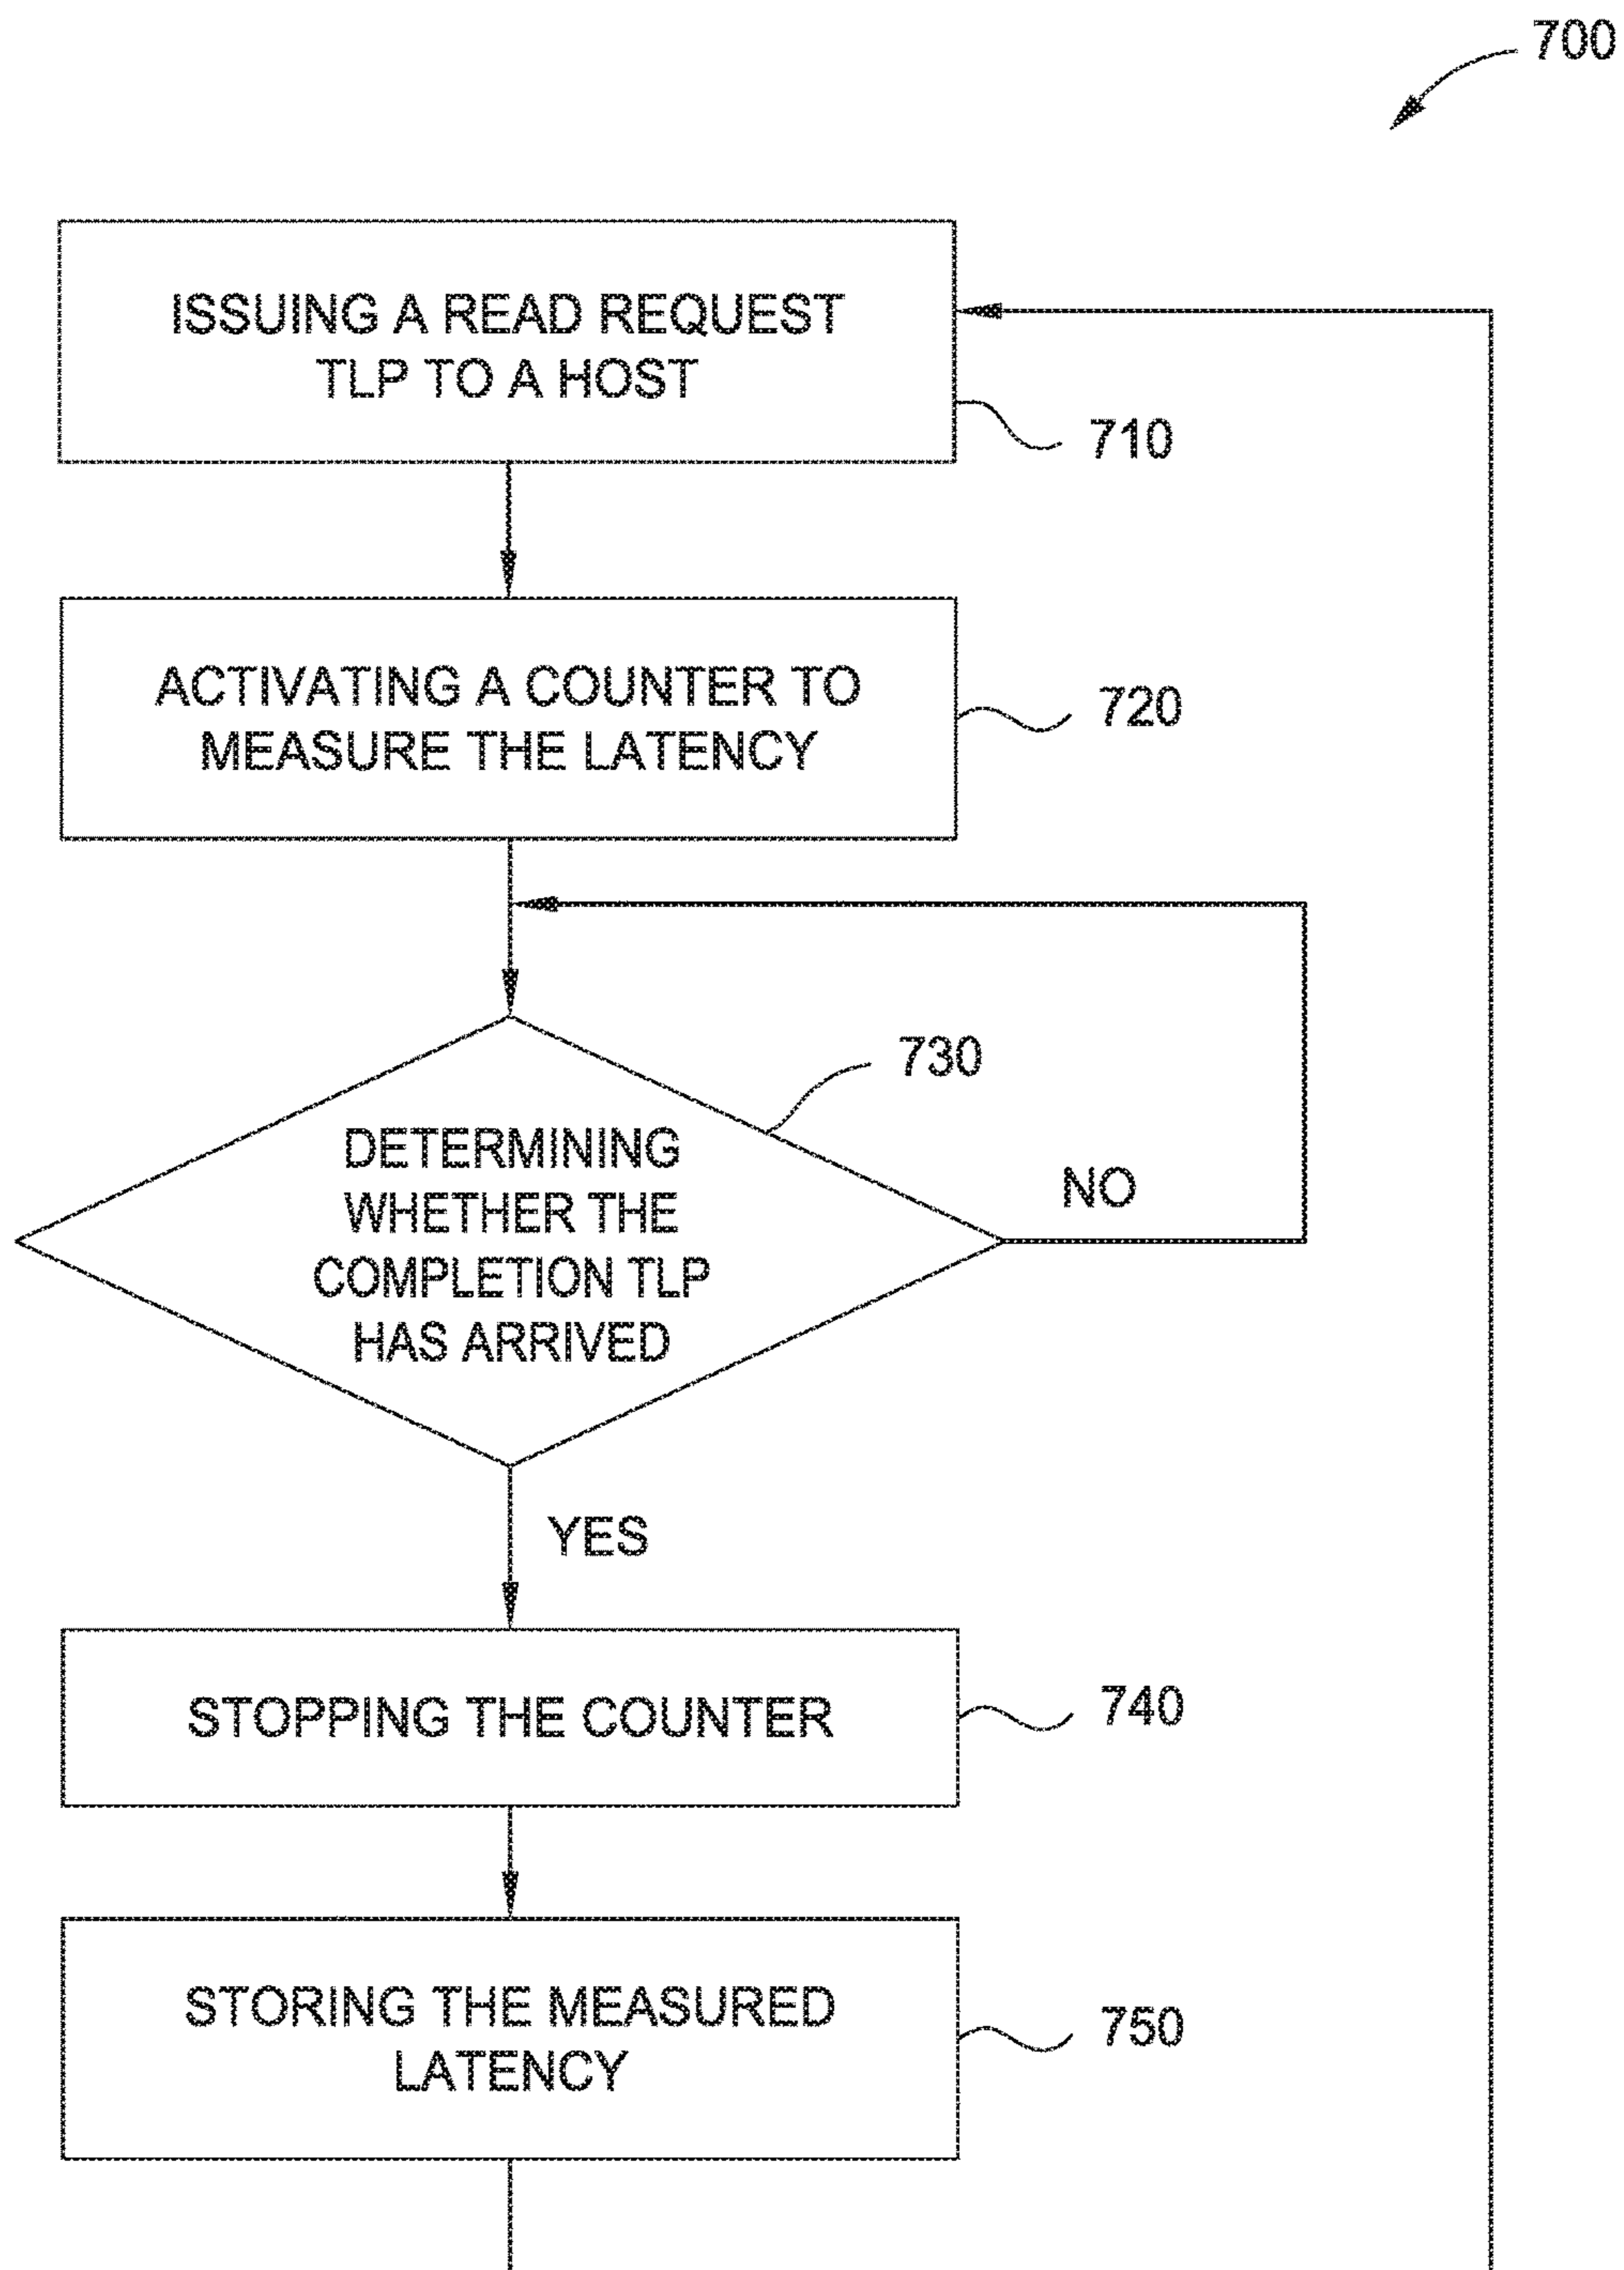 700
ISSUING A READ REQUEST
TLP TO A HOST
710
ACTIVATING A COUNTER TO
MEASURE THE LATENCY
720
730
DETERMINING
WHETHER THE
COMPLETION TLP
HAS ARRIVED
NO
YES
STOPPING THE COUNTER
740
STORING THE MEASURED
LATENCY
750